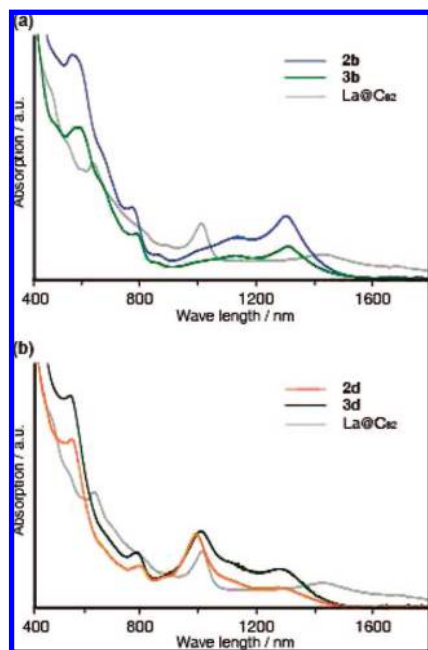 (a)
2b
3b
La@C82
Absorption / a.u.
400 800 1200 1600
Wave length / nm
(b)
2d
3d
La@C82
Absorption / a.u.
400 800 1200 1600
Wave length / nm